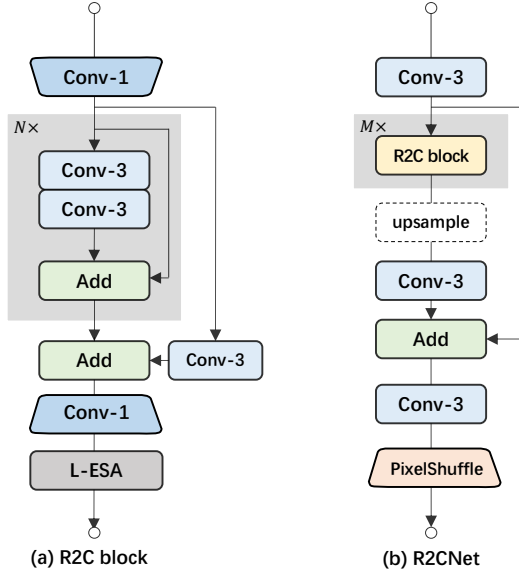 Conv-1
N×
Conv-3
Conv-3
Add
Add
Conv-3
Conv-1
L-ESA
(a) R2C block
Conv-3
M×
R2C block
upsample
Conv-3
Add
Conv-3
PixelShuffle
(b) R2CNet